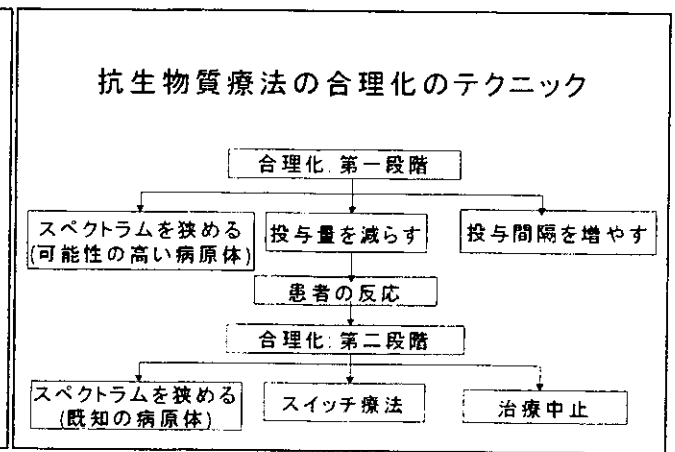 抗生物質療法の合理化のテクニック
合理化:第一段階
スペクトラムを狭める
(可能性の高い病原体)
投与量を減らす
投与間隔を増やす
患者の反応
合理化:第二段階
スペクトラムを狭める
(既知の病原体)
スイッチ療法
治療中止